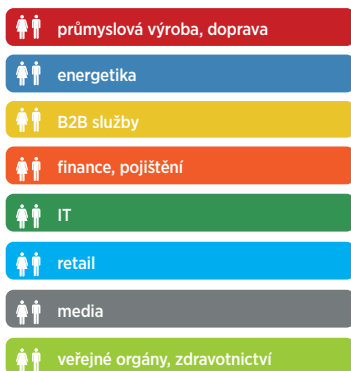 průmyslová výroba, doprava
energetika
B2B služby
finance, pojištění
IT
retail
media
veřejné orgány, zdravotnictví